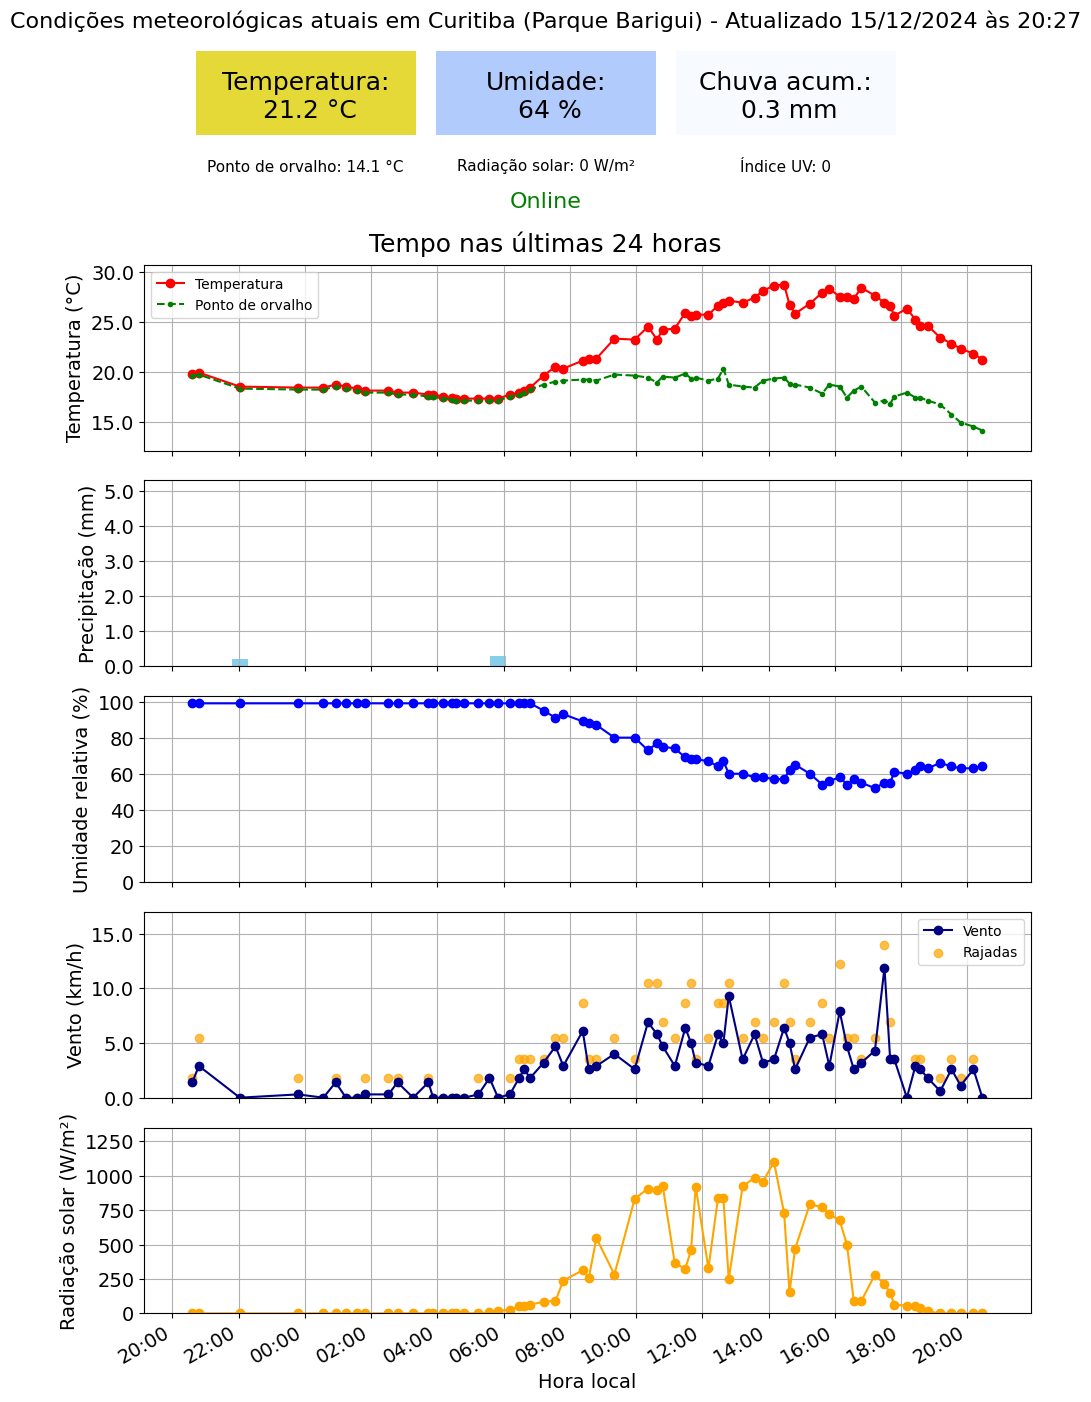 Condições meteorológicas atuais em Curitiba (Parque Barigui) - Atualizado 15/12/2024 às 20:27
Temperatura:
21.2 °C
Umidade:
64 %
Chuva acum.:
0.3 mm
Ponto de orvalho: 14.1 °C
Radiação solar: 0 W/m²
Índice UV: 0
Online
Tempo nas últimas 24 horas
Temperatura (°C)
30.0
25.0
20.0
15.0
Temperatura
Ponto de orvalho
Precipitação (mm)
5.0
4.0
3.0
2.0
1.0
0.0
Umidade relativa (%)
100
80
60
40
20
0
Vento (km/h)
15.0
10.0
5.0
0.0
Vento
Rajadas
Radiação solar (W/m²)
1250
1000
750
500
250
0
20:00
22:00
00:00
02:00
04:00
06:00
08:00
10:00
12:00
14:00
16:00
18:00
20:00
Hora local